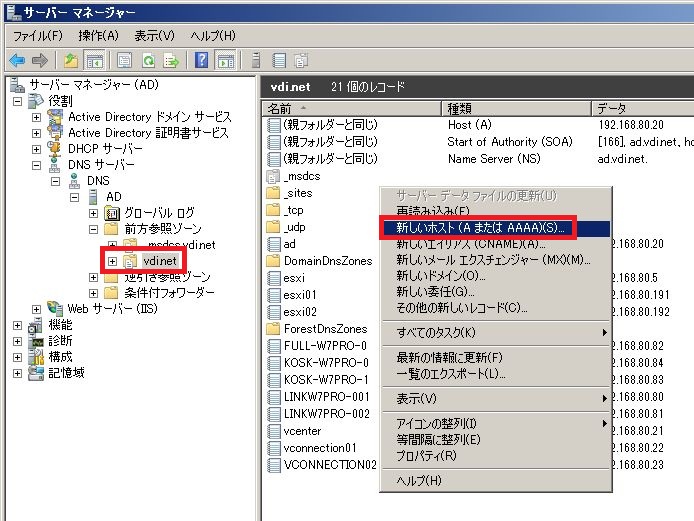 サーバー マネージャー
ファイル(F) 操作(A) 表示(V) ヘルプ(H)
サーバー マネージャー (AD)
役割
Active Directory ドメイン サービス
Active Directory 証明書サービス
DHCP サーバー
DNS サーバー
DNS
AD
グローバル ログ
前方参照ゾーン
_msdcs.vdi.net
vdi.net
逆引き参照ゾーン
条件付フォワーダー
Web サーバー (IIS)
機能
診断
構成
記憶域
vdi.net 21 個のレコード
名前 種類 データ
(親フォルダーと同じ) Host (A) 192.168.80.20
(親フォルダーと同じ) Start of Authority (SOA) [166], ad.vdi.net.,
(親フォルダーと同じ) Name Server (NS) ad.vdi.net.
_msdcs
_sites
_tcp
_udp
ad
DomainDnsZones
esxi 2.168.80.5
esxi01 2.168.80.191
esxi02 2.168.80.192
ForestDnsZones
FULL-W7PRO-0 2.168.80.84
KOSK-W7PRO-0 2.168.80.82
KOSK-W7PRO-1 2.168.80.83
LINKW7PRO-001 2.168.80.80
LINKW7PRO-002 2.168.80.81
vcenter 2.168.80.21
vconnection01 2.168.80.22
VCONNECTION02 2.168.80.23
サーバー データ ファイルの更新(U)
再読み込み(E)
新しいホスト (A または AAAA)(S)...
新しいエイリアス (CNAME)(A)...
新しいメール エクスチェンジャー (MX)(M)...
新しいドメイン(O)...
新しい委任(G)...
その他の新しいレコード(C)...
すべてのタスク(K)
最新の情報に更新(F)
一覧のエクスポート(L)...
表示(V)
アイコンの整列(I)
等間隔に整列(E)
プロパティ(R)
ヘルプ(H)